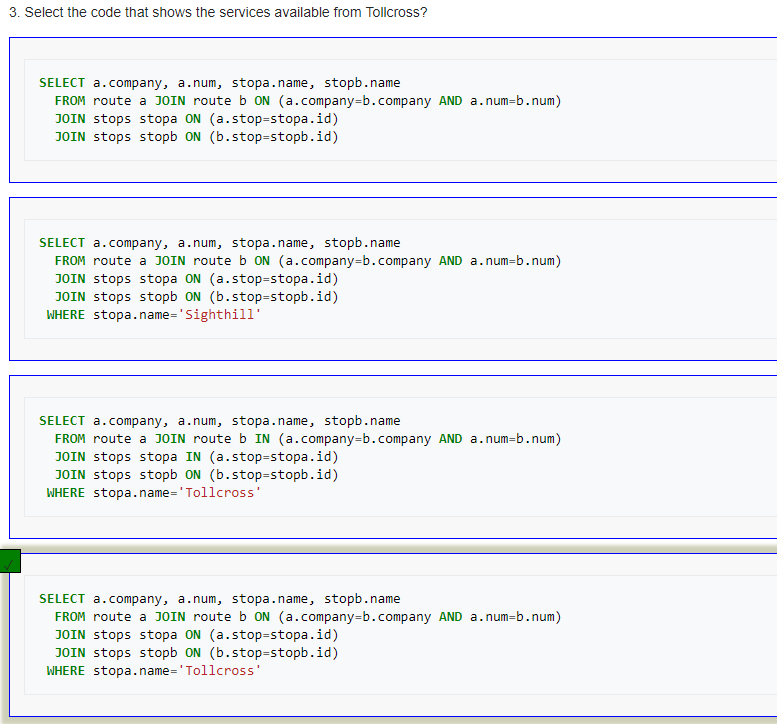 3. Select the code that shows the services available from Tollcross?
SELECT a.company, a.num, stopa.name, stopb.name
FROM route a JOIN route b ON (a.company=b.company AND a.num=b.num)
JOIN stops stopa ON (a.stop=stopa.id)
JOIN stops stopb ON (b.stop=stopb.id)
SELECT a.company, a.num, stopa.name, stopb.name
FROM route a JOIN route b ON (a.company=b.company AND a.num=b.num)
JOIN stops stopa ON (a.stop=stopa.id)
JOIN stops stopb ON (b.stop=stopb.id)
WHERE stopa.name='Sighthill'
SELECT a.company, a.num, stopa.name, stopb.name
FROM route a JOIN route b IN (a.company=b.company AND a.num=b.num)
JOIN stops stopa IN (a.stop=stopa.id)
JOIN stops stopb ON (b.stop=stopb.id)
WHERE stopa.name='Tollcross'
SELECT a.company, a.num, stopa.name, stopb.name
FROM route a JOIN route b ON (a.company=b.company AND a.num=b.num)
JOIN stops stopa ON (a.stop=stopa.id)
JOIN stops stopb ON (b.stop=stopb.id)
WHERE stopa.name='Tollcross'